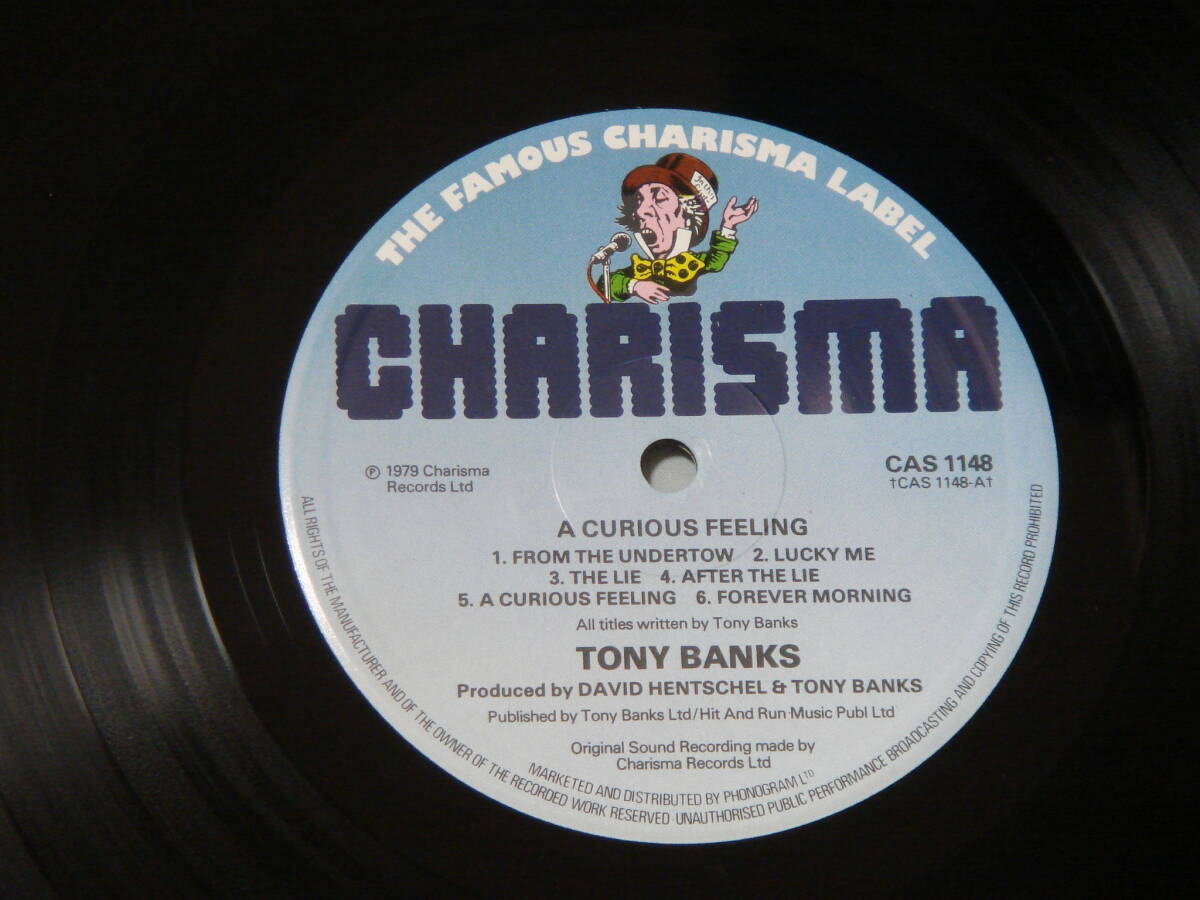 THE FAMOUS CHARISMA LABEL
CHARISMA
℗ 1979 Charisma
Records Ltd
CAS 1148
†CAS 1148-A†
A CURIOUS FEELING
1. FROM THE UNDERTOW 2. LUCKY ME
3. THE LIE 4. AFTER THE LIE
5. A CURIOUS FEELING 6. FOREVER MORNING
All titles written by Tony Banks
TONY BANKS
Produced by DAVID HENTSCHEL & TONY BANKS
Published by Tony Banks Ltd/Hit And Run Music Publ Ltd
Original Sound Recording made by
Charisma Records Ltd
MARKETED AND DISTRIBUTED BY PHONOGRAM LTD
ALL RIGHTS OF THE MANUFACTURER AND OF THE OWNER OF THE RECORDED WORK RESERVED · UNAUTHORISED PUBLIC PERFORMANCE BROADCASTING AND COPYING OF THIS RECORD PROHIBITED